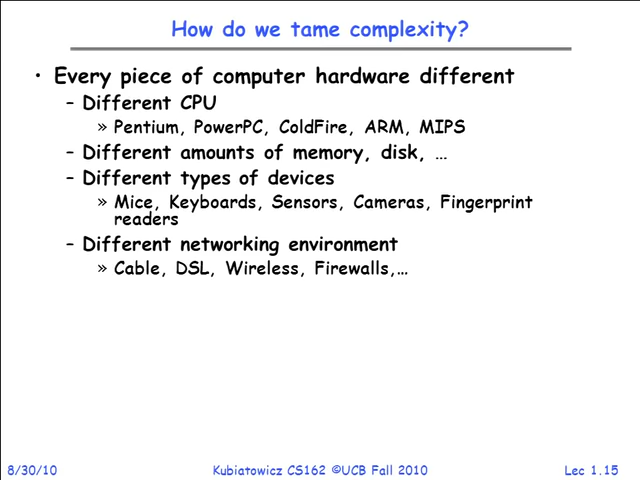 How do we tame complexity?
• Every piece of computer hardware different
– Different CPU
» Pentium, PowerPC, ColdFire, ARM, MIPS
– Different amounts of memory, disk, …
– Different types of devices
» Mice, Keyboards, Sensors, Cameras, Fingerprint
readers
– Different networking environment
» Cable, DSL, Wireless, Firewalls,…
8/30/10 Kubiatowicz CS162 ©UCB Fall 2010 Lec 1.15